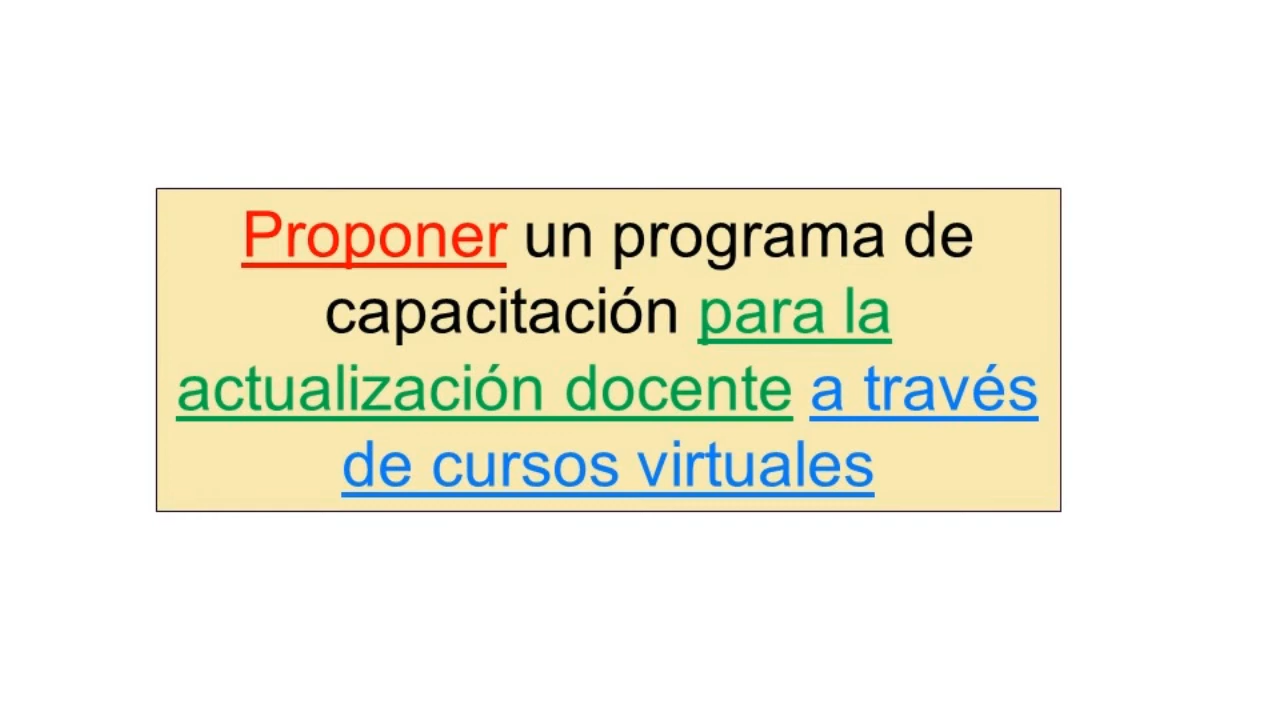 Proponer un programa de
capacitación para la
actualización docente a través
de cursos virtuales